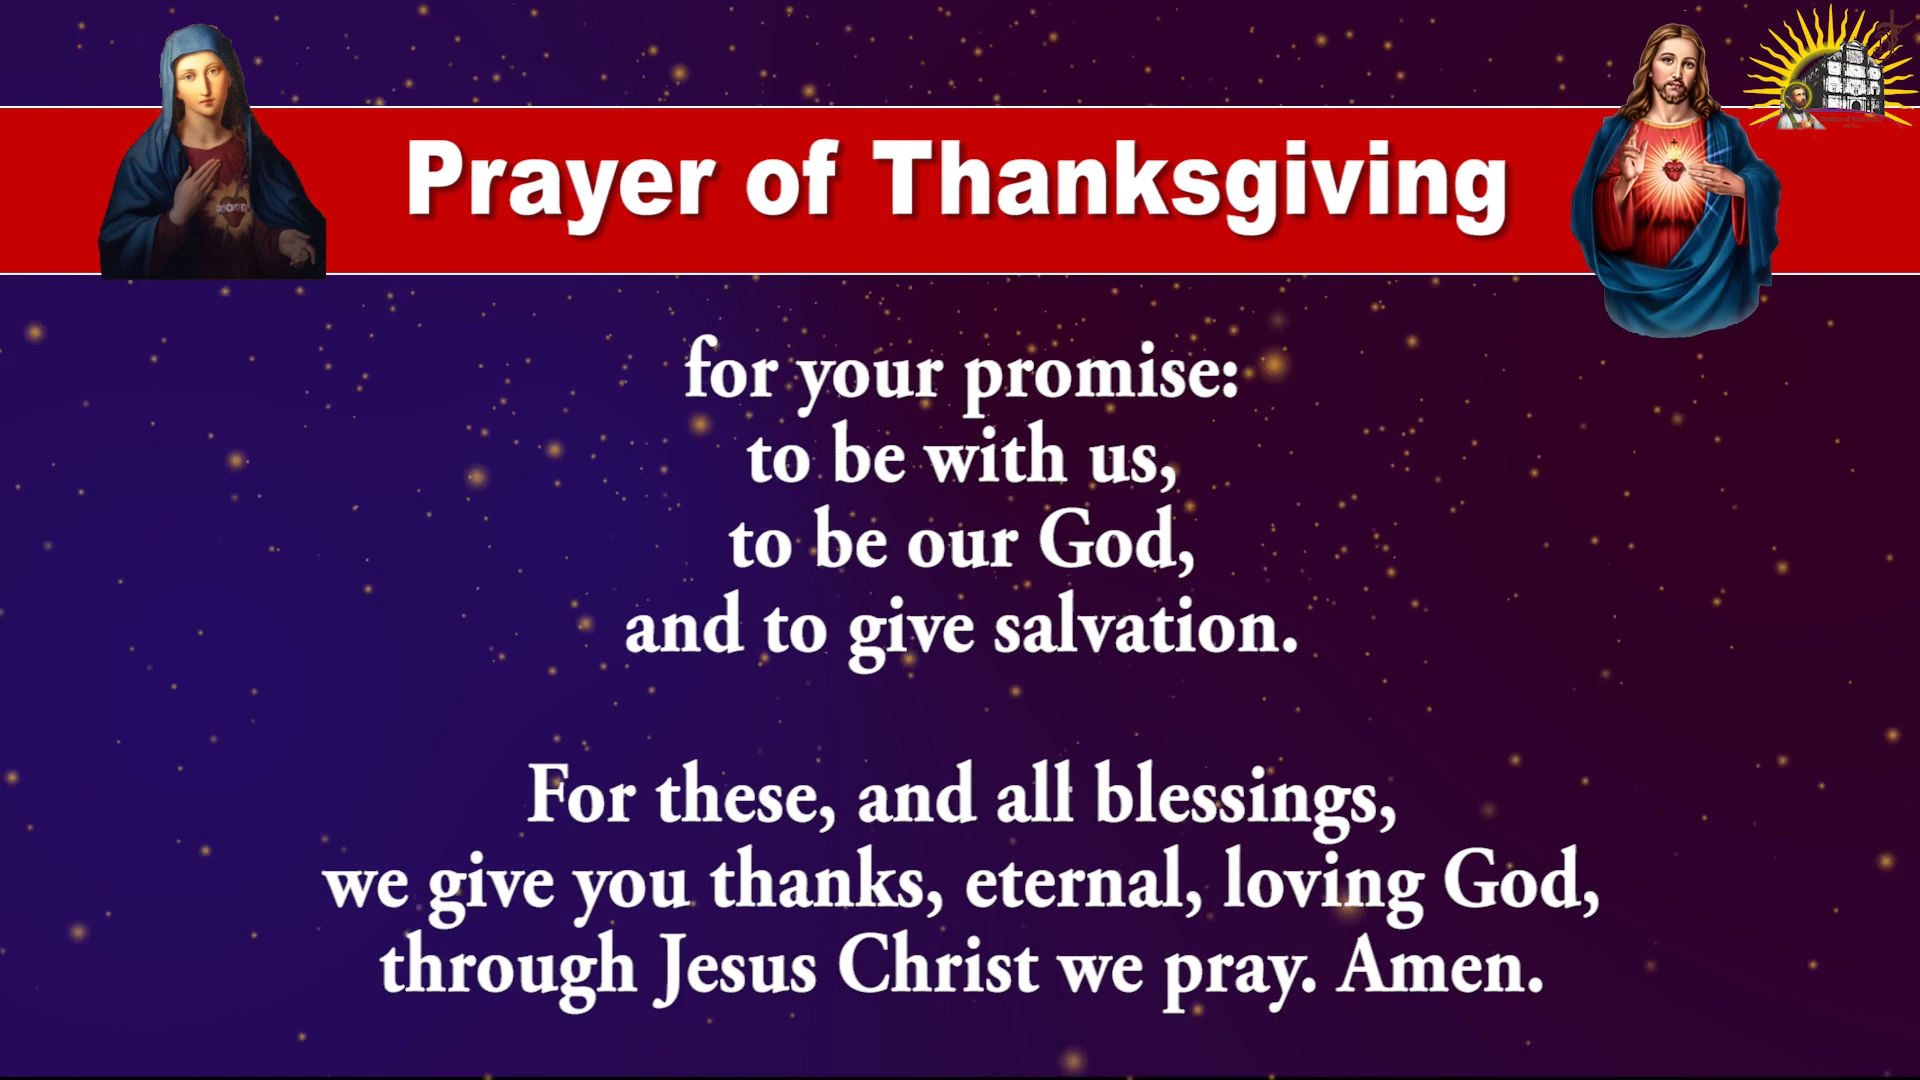 Prayer of Thanksgiving
for your promise:
to be with us,
to be our God,
and to give salvation.
For these, and all blessings,
we give you thanks, eternal, loving God,
through Jesus Christ we pray. Amen.